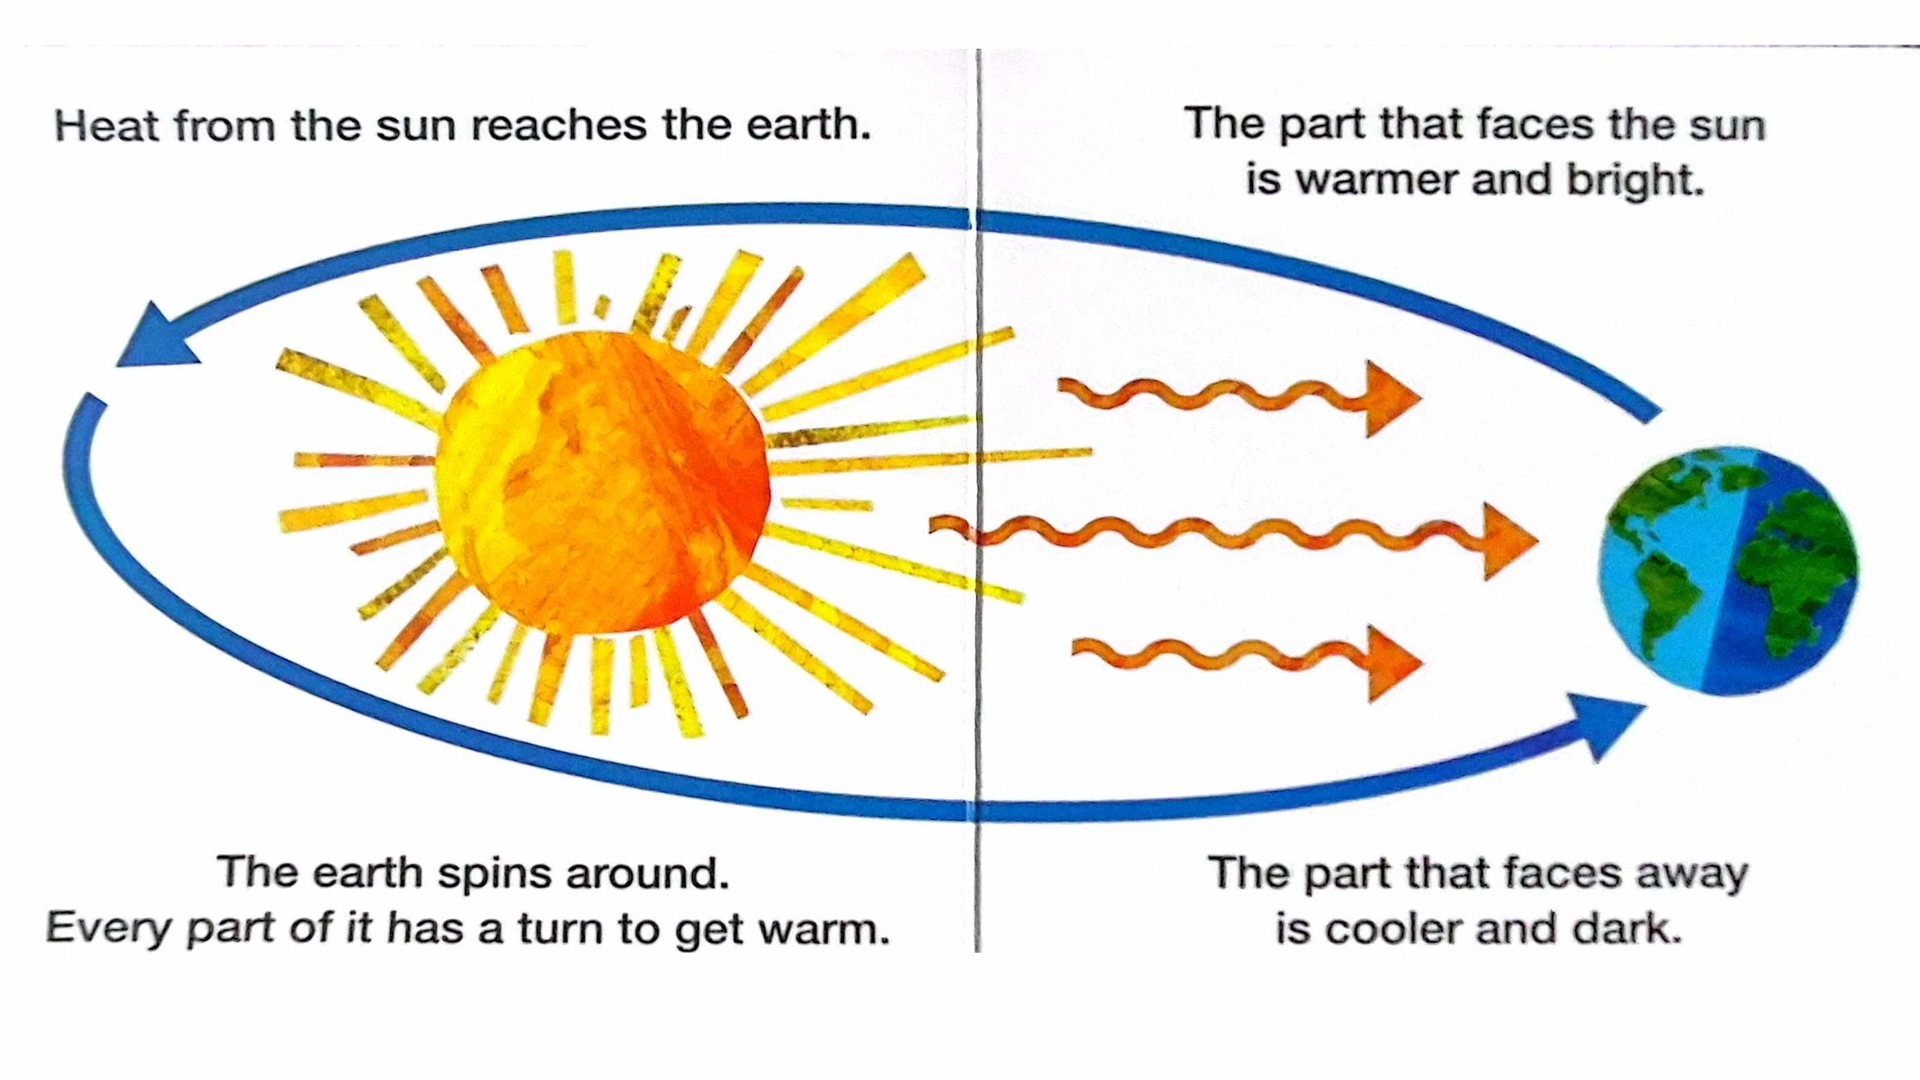 Heat from the sun reaches the earth.
The earth spins around.
Every part of it has a turn to get warm.
The part that faces the sun
is warmer and bright.
The part that faces away
is cooler and dark.